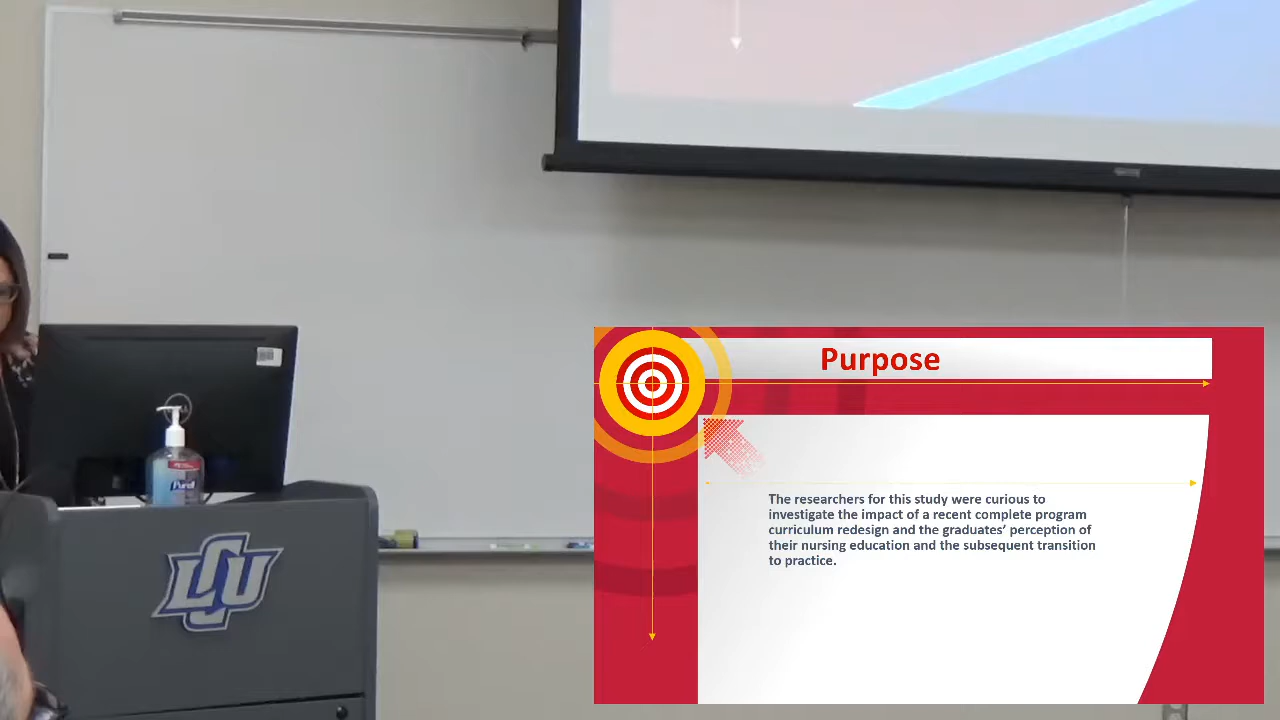 Purpose
The researchers for this study were curious to
investigate the impact of a recent complete program
curriculum redesign and the graduates’ perception of
their nursing education and the subsequent transition
to practice.
Purell
LCU